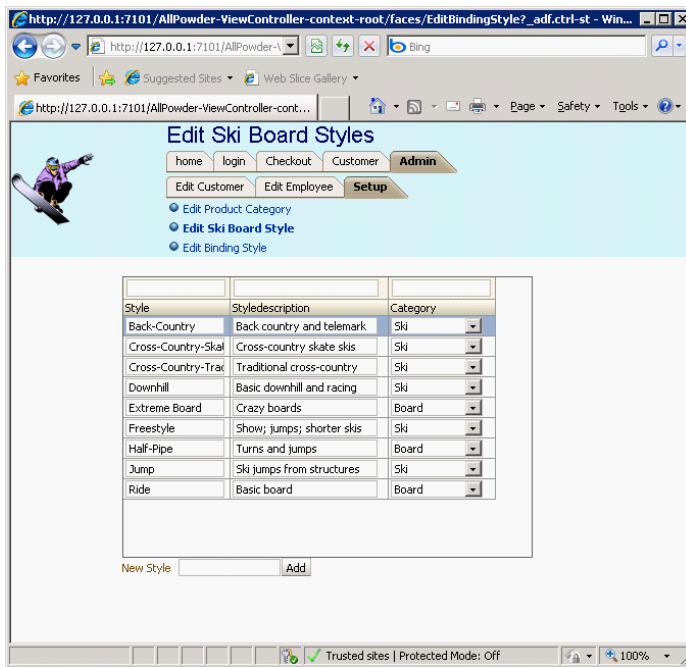 http://127.0.0.1:7101/AllPowder-ViewController-context-root/faces/EditBindingStyle?_adf.ctrl-st - Win...
http://127.0.0.1:7101/AllPowder-\ Bing
Favorites Suggested Sites Web Slice Gallery
http://127.0.0.1:7101/AllPowder-ViewController-cont... Page Safety Tools
Edit Ski Board Styles
home login Checkout Customer Admin
Edit Customer Edit Employee Setup
Edit Product Category
Edit Ski Board Style
Edit Binding Style
Style Styledescription Category
Back-Country Back country and telemark Ski
Cross-Country-Skat Cross-country skate skis Ski
Cross-Country-Trac Traditional cross-country Ski
Downhill Basic downhill and racing Ski
Extreme Board Crazy boards Board
Freestyle Show; jumps; shorter skis Ski
Half-Pipe Turns and jumps Board
Jump Ski jumps from structures Ski
Ride Basic board Board
New Style Add
Trusted sites | Protected Mode: Off 100%